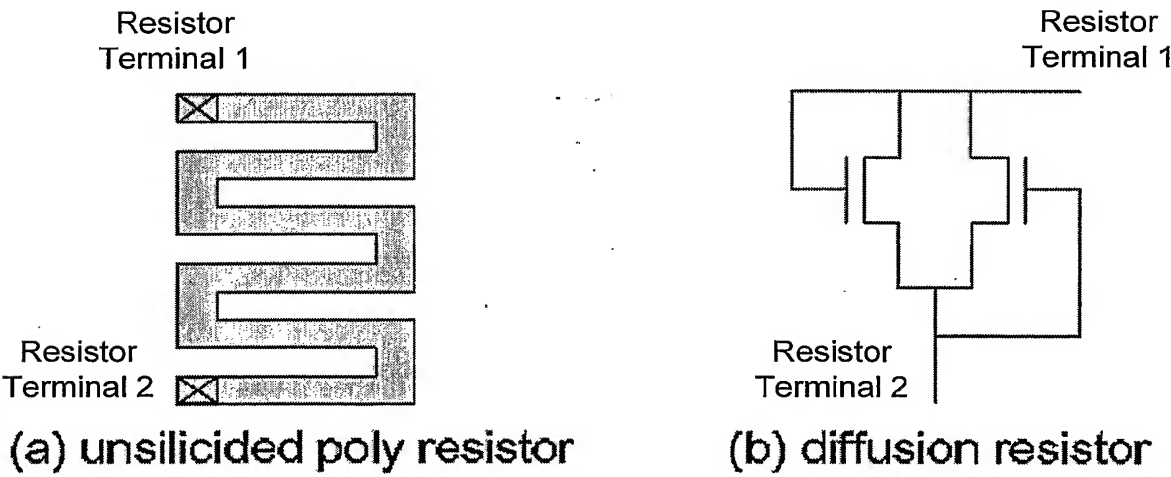 Resistor
Terminal 1
Resistor
Terminal 2
(a) unsilicided poly resistor
Resistor
Terminal 1
Resistor
Terminal 2
(b) diffusion resistor